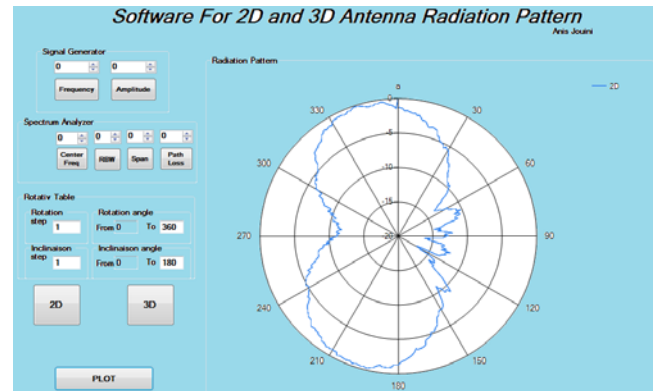 Software For 2D and 3D Antenna Radiation Pattern
Anis Jouini
Signal Generator
0 0
Frequency Amplitude
Spectrum Analyzer
0 0 0 0
Center Freq RBW Span Path Loss
Rotativ Table
Rotation step 1
Rotation angle
From 0 To 360
Inclinaison step 1
Inclinaison angle
From 0 To 180
2D 3D
PLOT
Radiation Pattern
2D
0
30
60
90
120
150
180
210
240
270
300
330
0
-5
-10
-15
-20